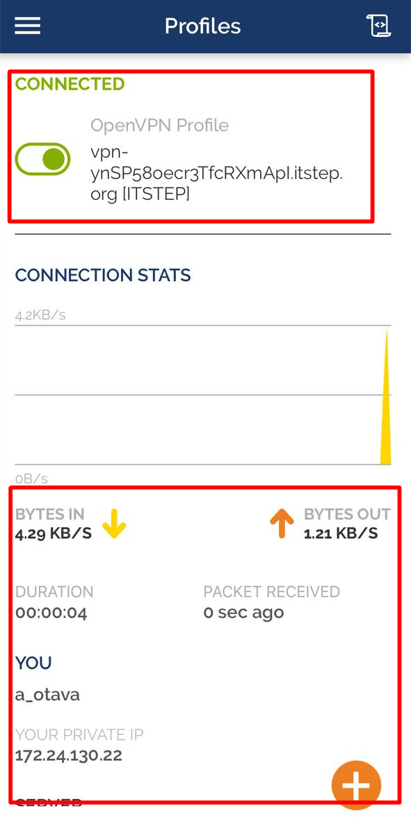 Profiles
CONNECTED
OpenVPN Profile
vpn-
ynSP58oecr3TfcRXmApI.itstep.
org [ITSTEP]
CONNECTION STATS
4.2KB/s
0B/s
BYTES IN
4.29 KB/S
BYTES OUT
1.21 KB/S
DURATION
00:00:04
PACKET RECEIVED
0 sec ago
YOU
a_otava
YOUR PRIVATE IP
172.24.130.22
SERVER